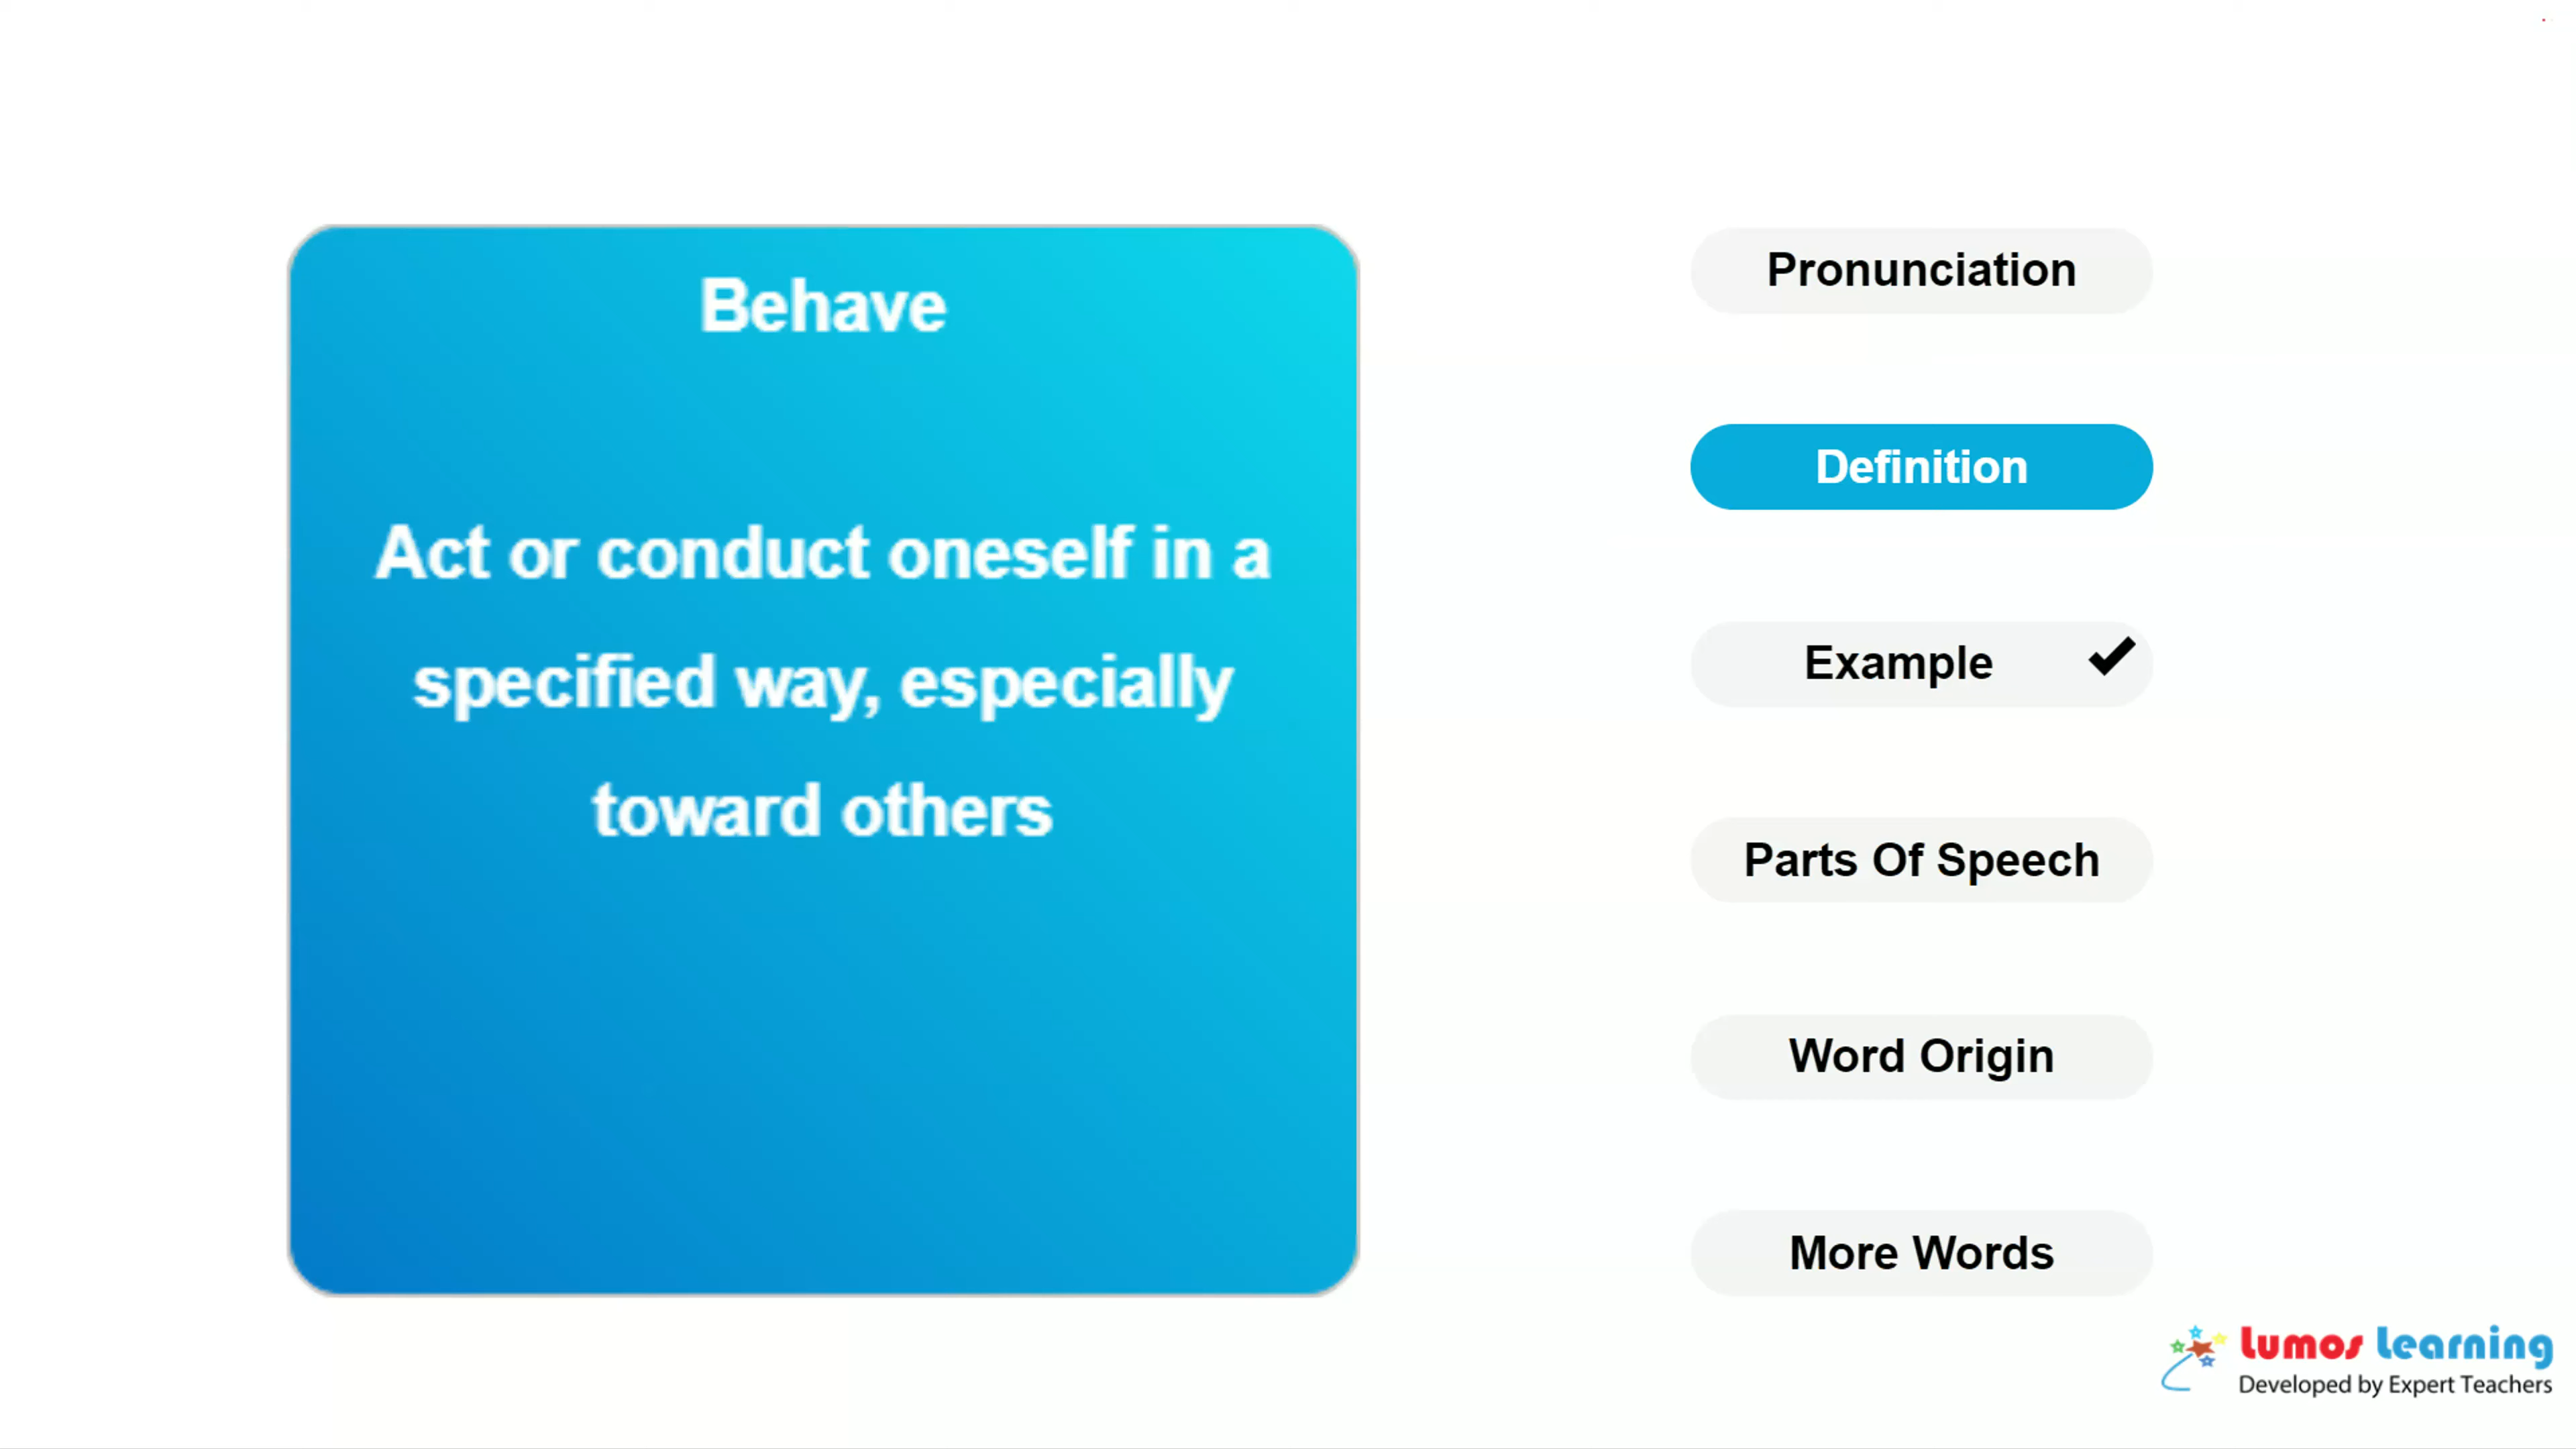 Behave
Act or conduct oneself in a
specified way, especially
toward others
Pronunciation
Definition
Example
Parts Of Speech
Word Origin
More Words
Lumos Learning
Developed by Expert Teachers